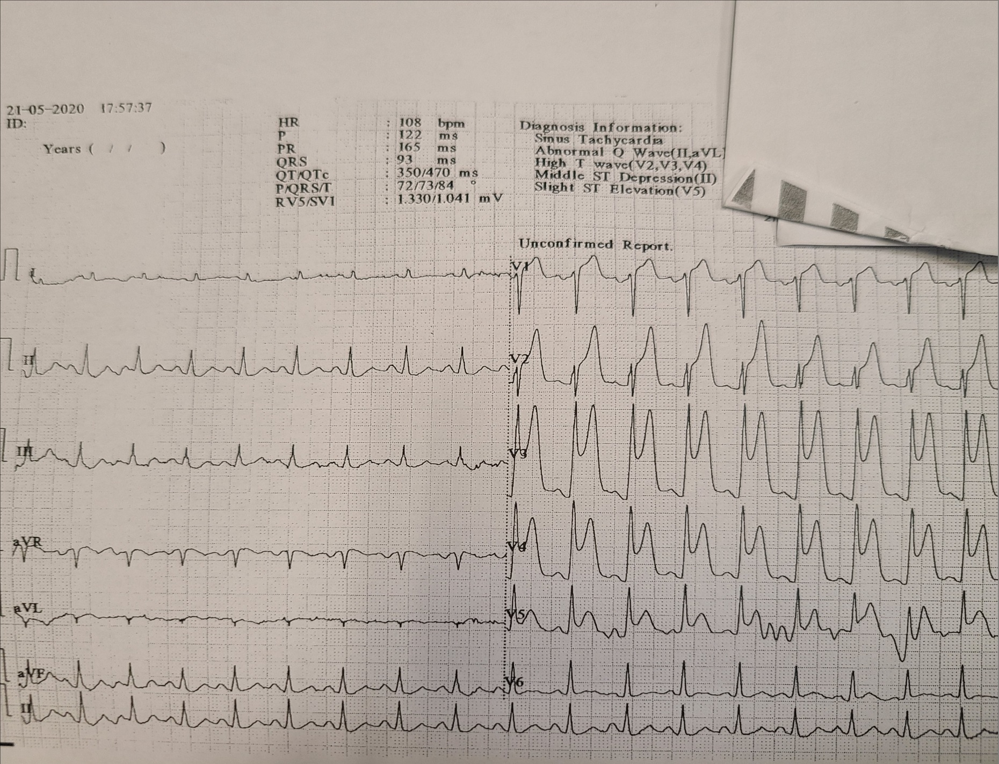 21-05-2020 17:57:37
ID:
Years ( / / )
HR : 108 bpm
P : 122 ms
PR : 165 ms
QRS : 93 ms
QT/QTc : 350/470 ms
P/QRS/T : 72/73/84 °
RV5/SV1 : 1.330/1.041 mV
Diagnosis Information:
Sinus Tachycardia
Abnormal Q Wave(II,aVL)
High T wave(V2,V3,V4)
Middle ST Depression(II)
Slight ST Elevation(V5)
Unconfirmed Report.
I
V1
II
V2
III
V3
aVR
V4
aVL
V5
aVF
V6
II